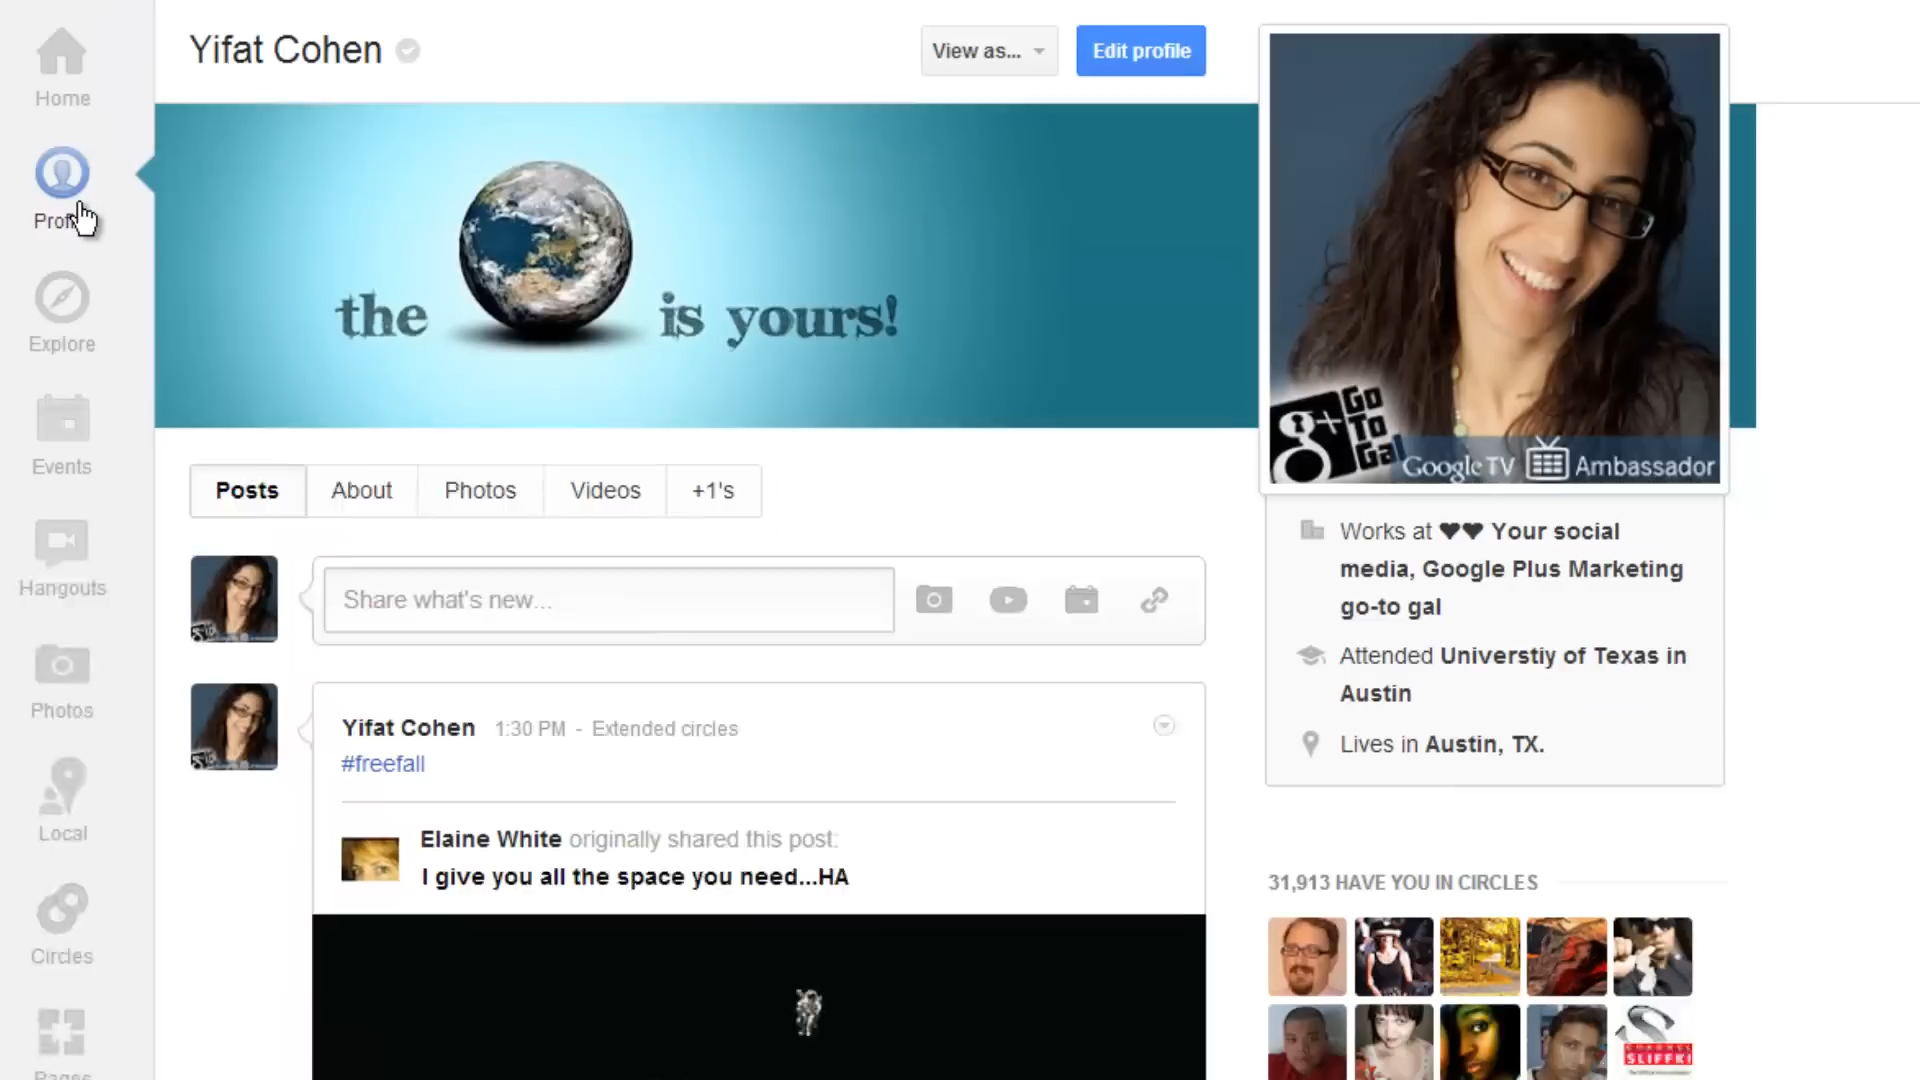 Yifat Cohen
View as...
Edit profile
Home
Explore
Events
Hangouts
Photos
Local
Circles
Pages
the is yours!
g+ Go
To
Gal
Google TV Ambassador
Posts
About
Photos
Videos
+1's
Share what's new...
Yifat Cohen 1:30 PM - Extended circles
#freefall
Elaine White originally shared this post:
I give you all the space you need...HA
Works at ♥♥ Your social
media, Google Plus Marketing
go-to gal
Attended Universtiy of Texas in
Austin
Lives in Austin, TX.
31,913 HAVE YOU IN CIRCLES
SLIFFKI